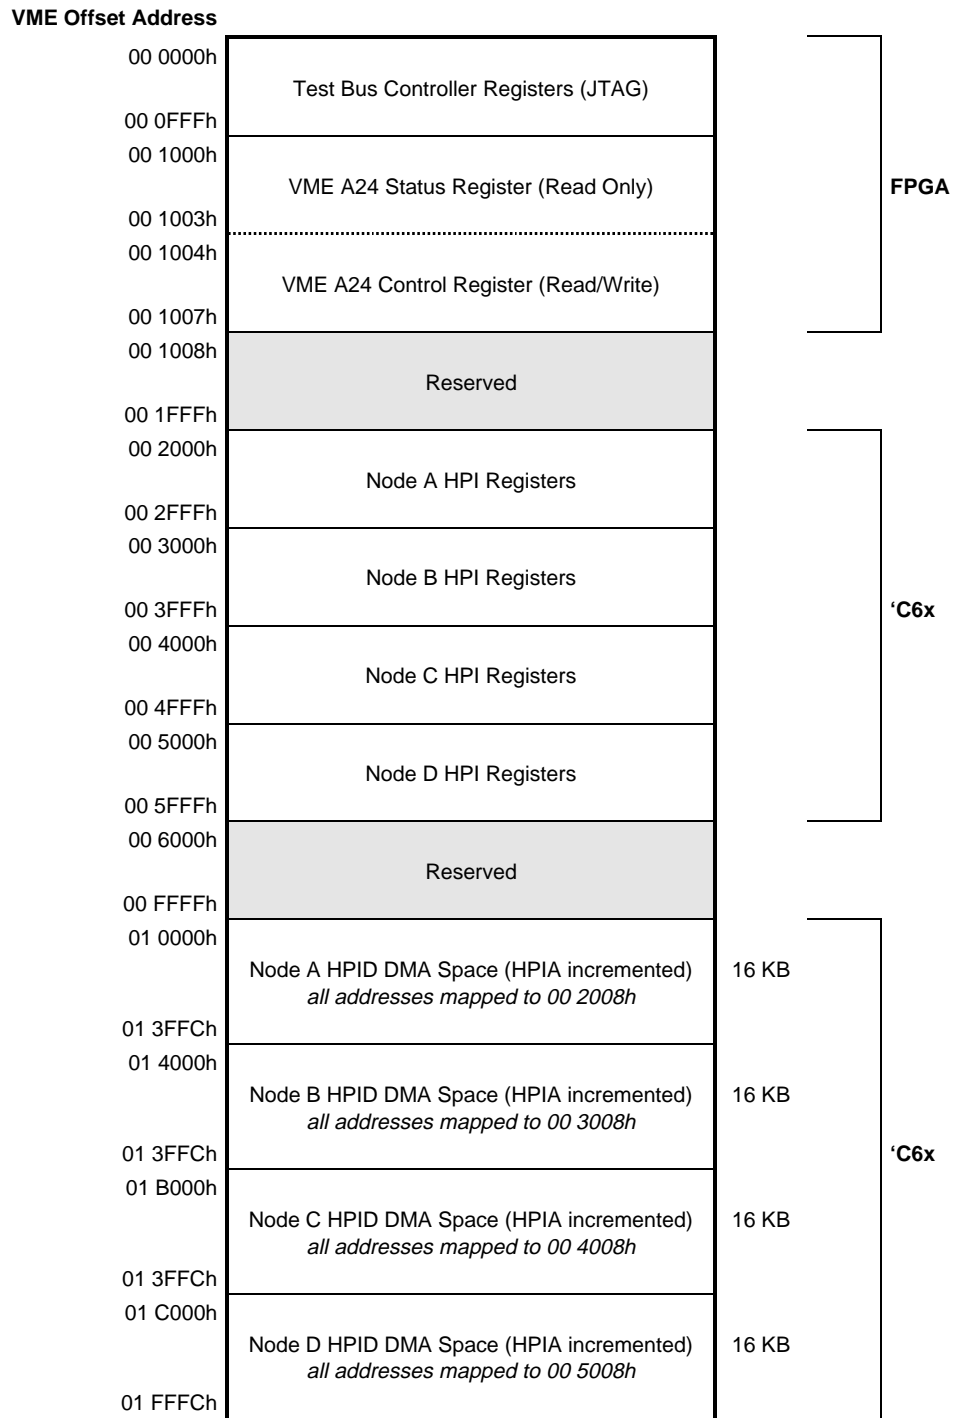 VME Offset Address
00 0000h
Test Bus Controller Registers (JTAG)
00 0FFFh
00 1000h
VME A24 Status Register (Read Only)
FPGA
00 1003h
00 1004h
VME A24 Control Register (Read/Write)
00 1007h
00 1008h
Reserved
00 1FFFh
00 2000h
Node A HPI Registers
00 2FFFh
00 3000h
Node B HPI Registers
00 3FFFh
‘C6x
00 4000h
Node C HPI Registers
00 4FFFh
00 5000h
Node D HPI Registers
00 5FFFh
00 6000h
Reserved
00 FFFFh
01 0000h
Node A HPID DMA Space (HPIA incremented)
16 KB
all addresses mapped to 00 2008h
01 3FFCh
01 4000h
Node B HPID DMA Space (HPIA incremented)
16 KB
all addresses mapped to 00 3008h
01 3FFCh
‘C6x
01 B000h
Node C HPID DMA Space (HPIA incremented)
16 KB
all addresses mapped to 00 4008h
01 3FFCh
01 C000h
Node D HPID DMA Space (HPIA incremented)
16 KB
all addresses mapped to 00 5008h
01 FFFCh